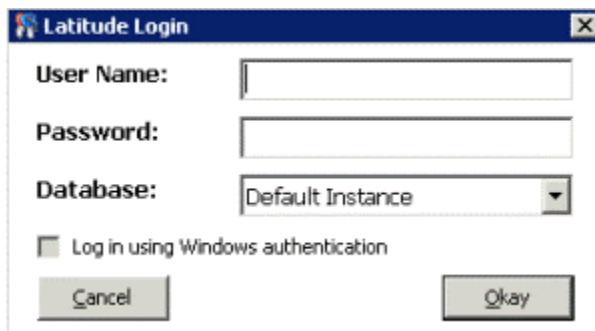 Latitude Login
User Name:
Password:
Database:
Default Instance
Log in using Windows authentication
Cancel
Okay